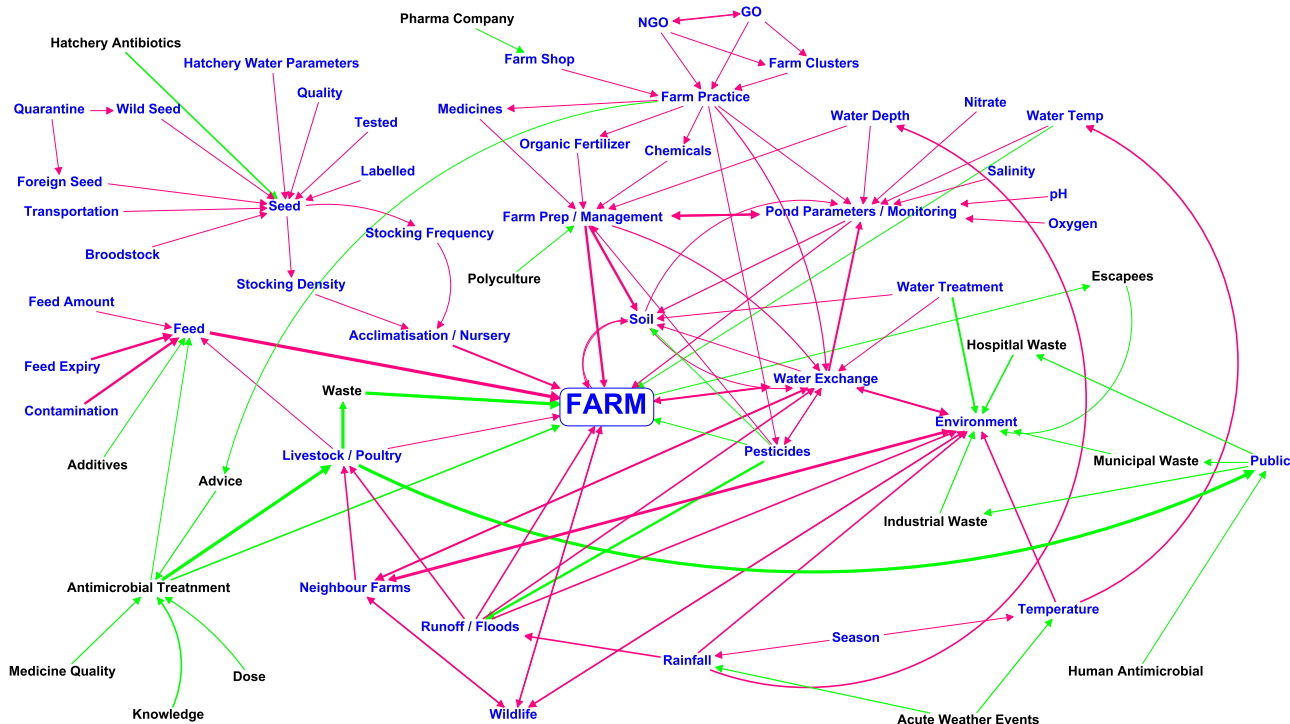 GO
Pharma Company
NGO
Hatchery Antibiotics
Farm Shop
Hatchery Water Parameters
Farm Clusters
Quality
Farm Practice
Nitrate
Quarantine
Wild Seed
Medicines
Water Depth
Water Temp
Tested
Organic Fertilizer
Chemicals
Labelled
Salinity
Foreign Seed
pH
Seed
Transportation
Farm Prep / Management
Pond Parameters / Monitoring
Oxygen
Stocking Frequency
Broodstock
Polyculture
Escapees
Stocking Density
Water Treatment
Feed Amount
Soil
Feed
Acclimatisation / Nursery
Hospitlal Waste
Feed Expiry
Water Exchange
Waste
FARM
Contamination
Environment
Pesticides
Livestock / Poultry
Municipal Waste
Public
Additives
Advice
Industrial Waste
Antimicrobial Treatnment
Neighbour Farms
Temperature
Runoff / Floods
Season
Rainfall
Medicine Quality
Dose
Human Antimicrobial
Knowledge
Wildlife
Acute Weather Events